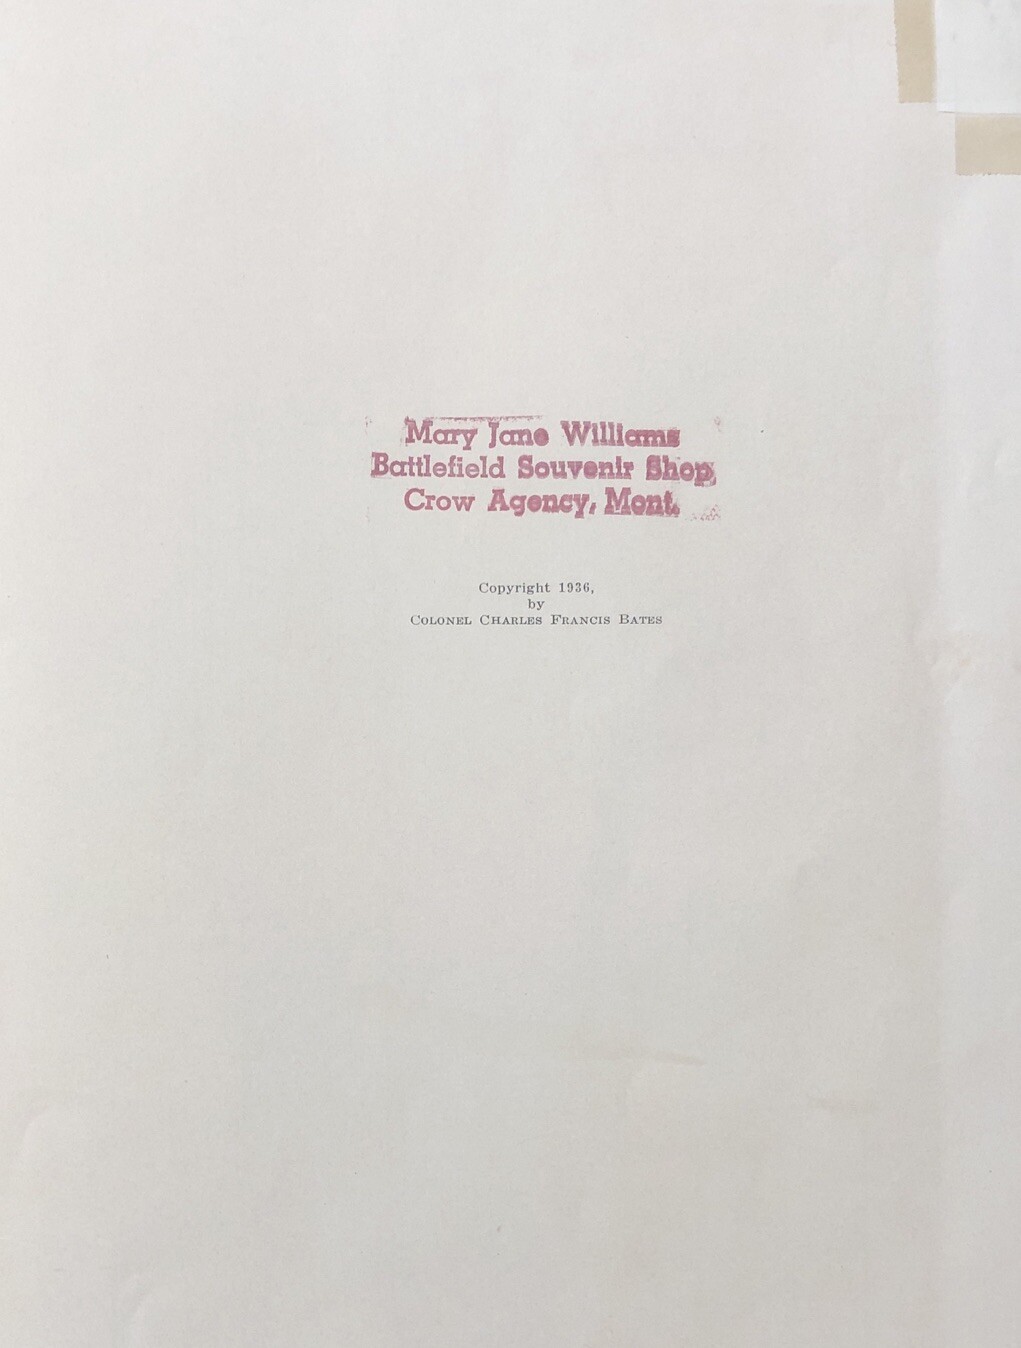 Mary Jane Williams
Battlefield Souvenir Shop
Crow Agency, Mont.
Copyright 1936,
by
COLONEL CHARLES FRANCIS BATES